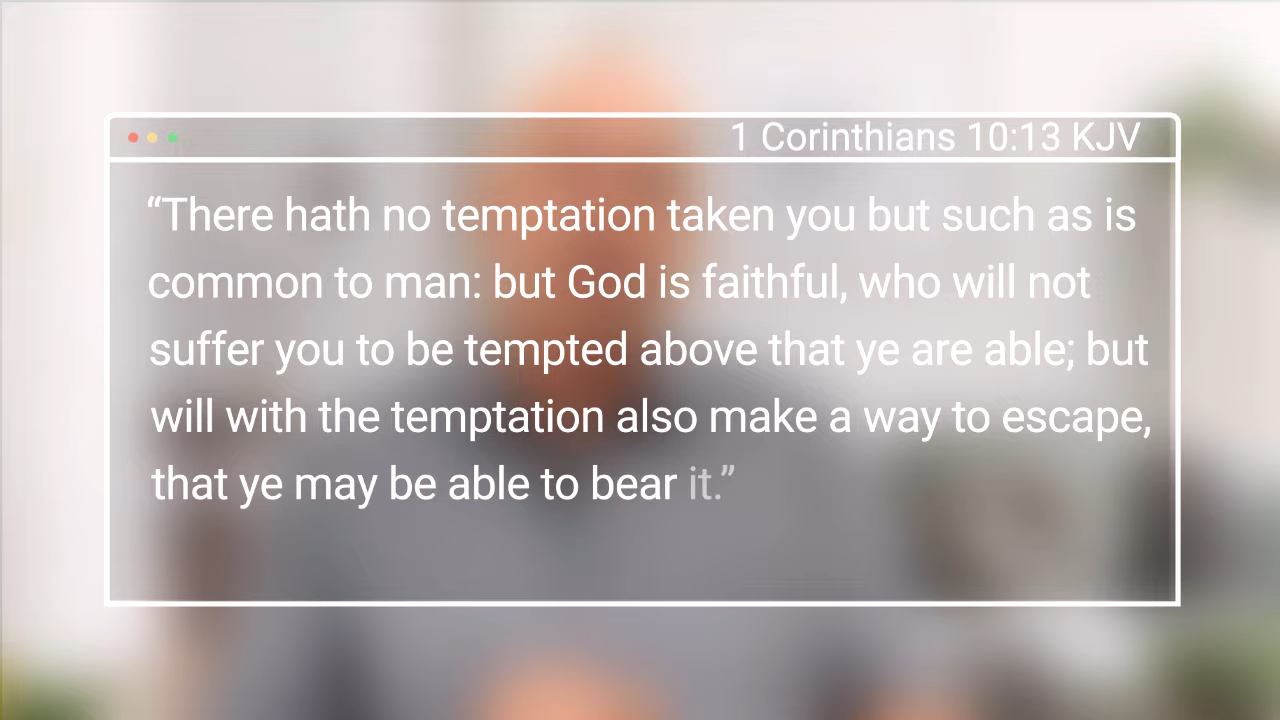 1 Corinthians 10:13 KJV
“There hath no temptation taken you but such as is
common to man: but God is faithful, who will not
suffer you to be tempted above that ye are able; but
will with the temptation also make a way to escape,
that ye may be able to bear it.”